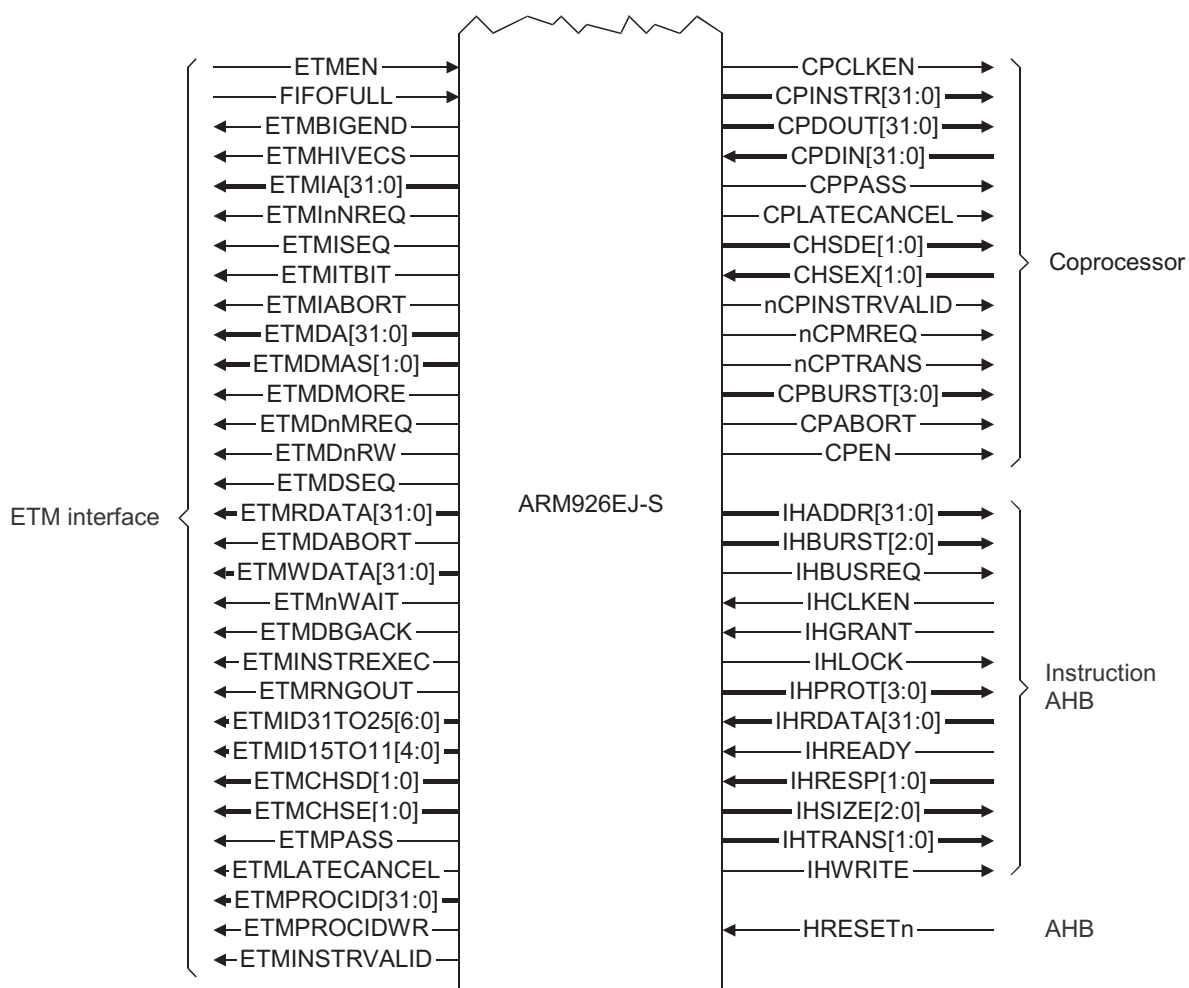 ETMEN
FIFOFULL
ETMBIGEND
ETMHIVECS
ETMIA[31:0]
ETMInNREQ
ETMISEQ
ETMITBIT
ETMIABORT
ETMDA[31:0]
ETMDMAS[1:0]
ETMDMORE
ETMDnMREQ
ETMDnRW
ETMDSEQ
ETMRDATA[31:0]
ETMDABORT
ETMWDATA[31:0]
ETMnWAIT
ETMDBGACK
ETMINSTREXEC
ETMRNGOUT
ETMID31TO25[6:0]
ETMID15TO11[4:0]
ETMCHSD[1:0]
ETMCHSE[1:0]
ETMPASS
ETMLATECANCEL
ETMPROCID[31:0]
ETMPROCIDWR
ETMINSTRVALID
ETM interface
ARM926EJ-S
CPCLKEN
CPINSTR[31:0]
CPDOUT[31:0]
CPDIN[31:0]
CPPASS
CPLATECANCEL
CHSDE[1:0]
CHSEX[1:0]
nCPINSTRVALID
nCPMREQ
nCPTRANS
CPBURST[3:0]
CPABORT
CPEN
Coprocessor
IHADDR[31:0]
IHBURST[2:0]
IHBUSREQ
IHCLKEN
IHGRANT
IHLOCK
IHPROT[3:0]
IHRDATA[31:0]
IHREADY
IHRESP[1:0]
IHSIZE[2:0]
IHTRANS[1:0]
IHWRITE
Instruction
AHB
HRESETn
AHB